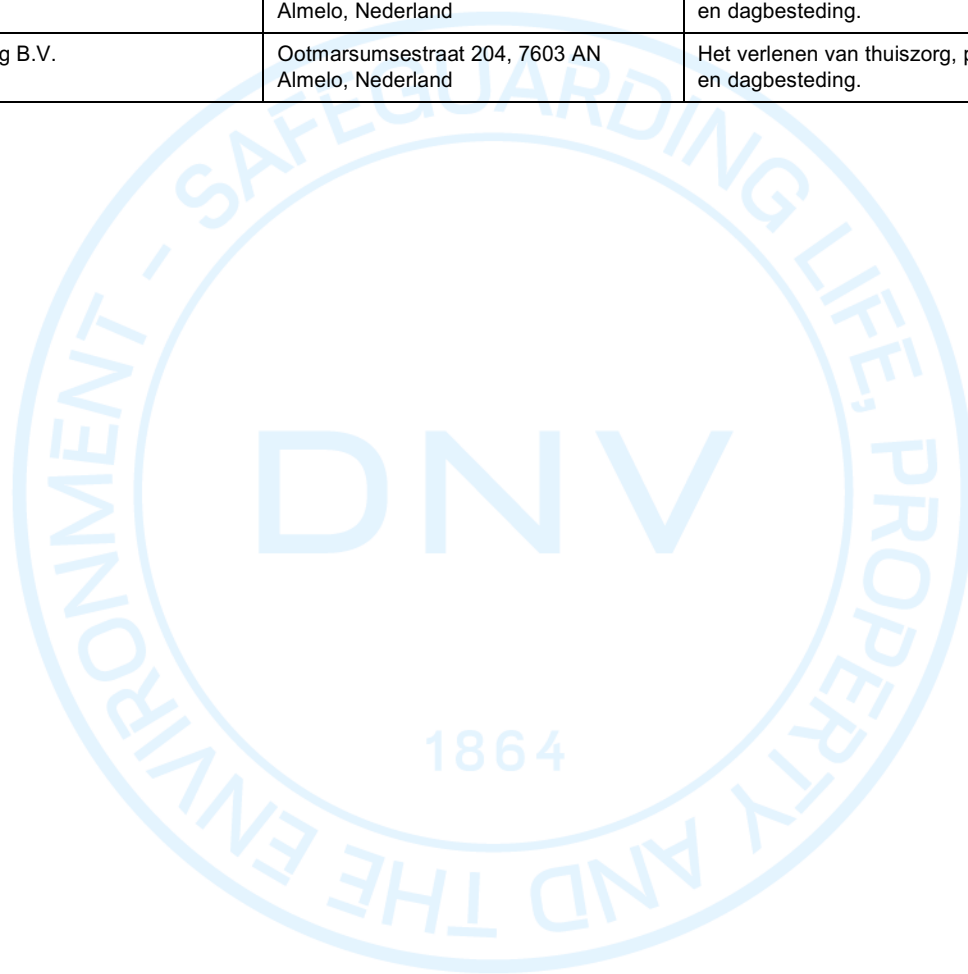 Almelo, Nederland
en dagbesteding.
g B.V.
Ootmarsumsestraat 204, 7603 AN
Almelo, Nederland
Het verlenen van thuiszorg, p
en dagbesteding.
SAFEGUARDING LIFE, PROPERTY AND THE ENVIRONMENT –
DNV
1864